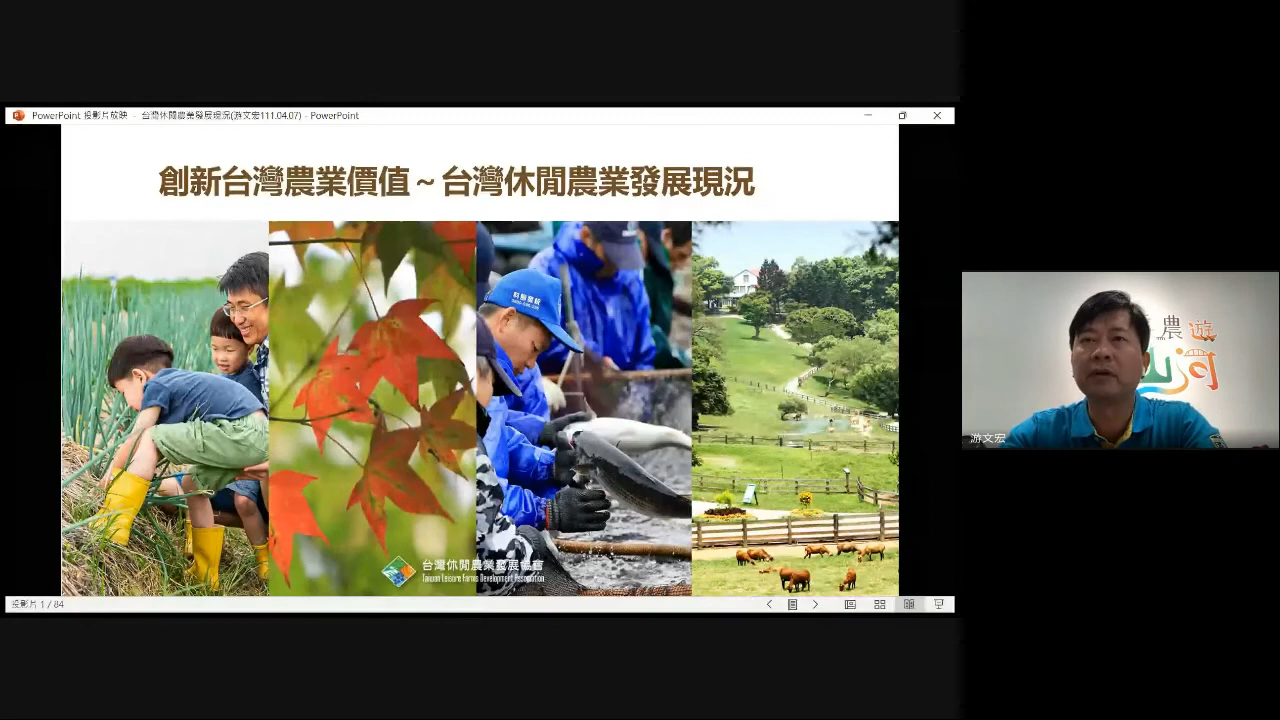 PowerPoint 投影片放映 - 台灣休閒農業發展現況(游文宏111.04.07) - PowerPoint
創新台灣農業價值~台灣休閒農業發展現況
台灣休閒農業發展協會
Taiwan Leisure Farms Development Association
投影片 1 / 84
農遊
山河
游文宏